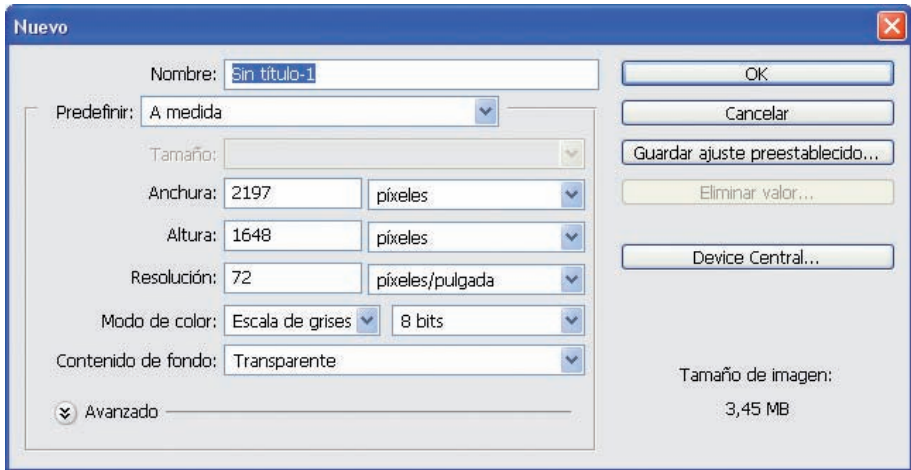 Nuevo
Nombre: Sin título-1
OK
Predefinir: A medida
Cancelar
Tamaño:
Guardar ajuste preestablecido...
Anchura: 2197 píxeles
Eliminar valor...
Altura: 1648 píxeles
Device Central...
Resolución: 72 píxeles/pulgada
Modo de color: Escala de grises 8 bits
Contenido de fondo: Transparente
Tamaño de imagen:
3,45 MB
Avanzado